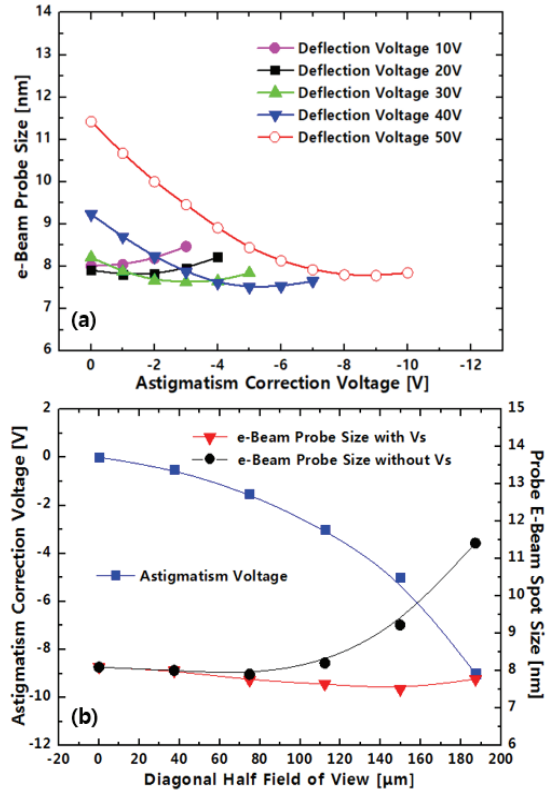 14
13
12
11
10
9
8
7
6
e-Beam Probe Size [nm]
Deflection Voltage 10V
Deflection Voltage 20V
Deflection Voltage 30V
Deflection Voltage 40V
Deflection Voltage 50V
(a)
0 -2 -4 -6 -8 -10 -12
Astigmatism Correction Voltage [V]
2
0
-2
-4
-6
-8
-10
-12
Astigmatism Correction Voltage [V]
e-Beam Probe Size with Vs
e-Beam Probe Size without Vs
Astigmatism Voltage
(b)
15
14
13
12
11
10
9
8
7
6
Probe E-Beam Spot Size [nm]
-20 0 20 40 60 80 100 120 140 160 180 200
Diagonal Half Field of View [μm]